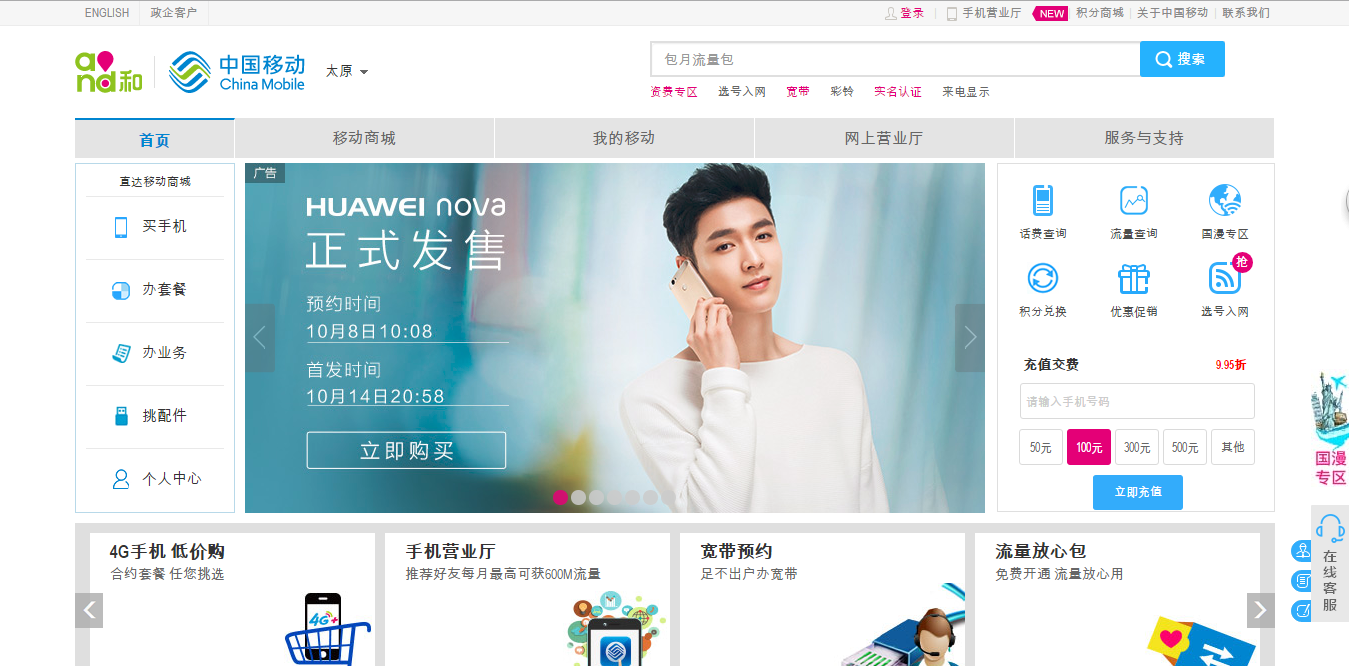 ENGLISH 政企客户
登录 手机营业厅 NEW 积分商城 关于中国移动 联系我们
and和 中国移动 China Mobile 太原
包月流量包 搜索
资费专区 选号入网 宽带 彩铃 实名认证 来电显示
首页 移动商城 我的移动 网上营业厅 服务与支持
直达移动商城
买手机
办套餐
办业务
挑配件
个人中心
广告
HUAWEI nova
正式发售
预约时间
10月8日10:08
首发时间
10月14日20:58
立即购买
话费查询 流量查询 国漫专区
抢
积分兑换 优惠促销 选号入网
充值交费 9.95折
请输入手机号码
50元 100元 300元 500元 其他
立即充值
国漫
专区
在线客服
4G手机 低价购
合约套餐 任您挑选
4G+
手机营业厅
推荐好友每月最高可获600M流量
宽带预约
足不出户办宽带
流量放心包
免费开通 流量放心用